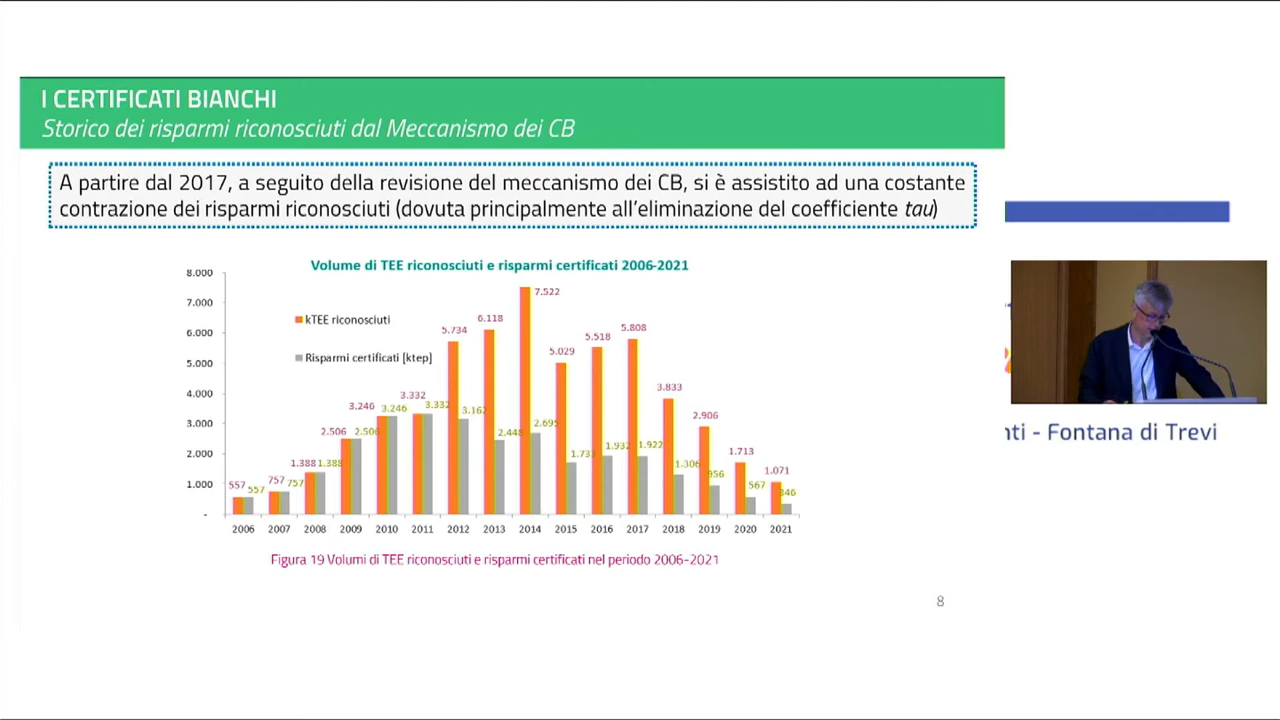 I CERTIFICATI BIANCHI
Storico dei risparmi riconosciuti dal Meccanismo dei CB
A partire dal 2017, a seguito della revisione del meccanismo dei CB, si è assistito ad una costante
contrazione dei risparmi riconosciuti (dovuta principalmente all'eliminazione del coefficiente tau)
Volume di TEE riconosciuti e risparmi certificati 2006-2021
8.000
7.000
6.000
5.000
4.000
3.000
2.000
1.000
-
kTEE riconosciuti
Risparmi certificati [ktep]
557 757 1.388 2.506 3.246 3.332 5.734 6.118 7.522 5.029 5.518 5.808 3.833 2.906 1.713 1.071
557 757 1.388 2.506 3.246 3.332 3.162 2.448 1.922 1.306 956 567
2006 2007 2008 2009 2010 2011 2012 2013 2014 2015 2016 2017 2018 2019 2020 2021
Figura 19 Volumi di TEE riconosciuti e risparmi certificati nel periodo 2006-2021
8
nti - Fontana di Trevi